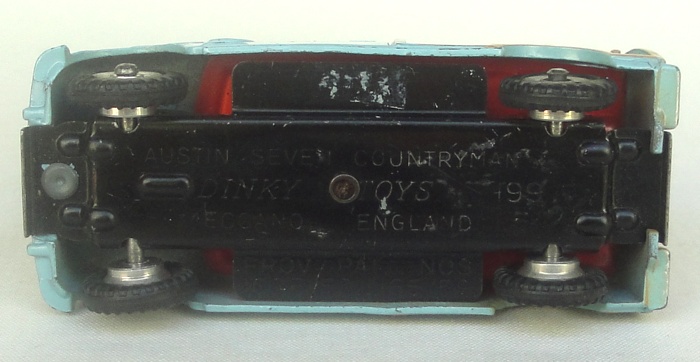 AUSTIN SEVEN COUNTRYMAN
DINKY TOYS 199
MECCANO ENGLAND